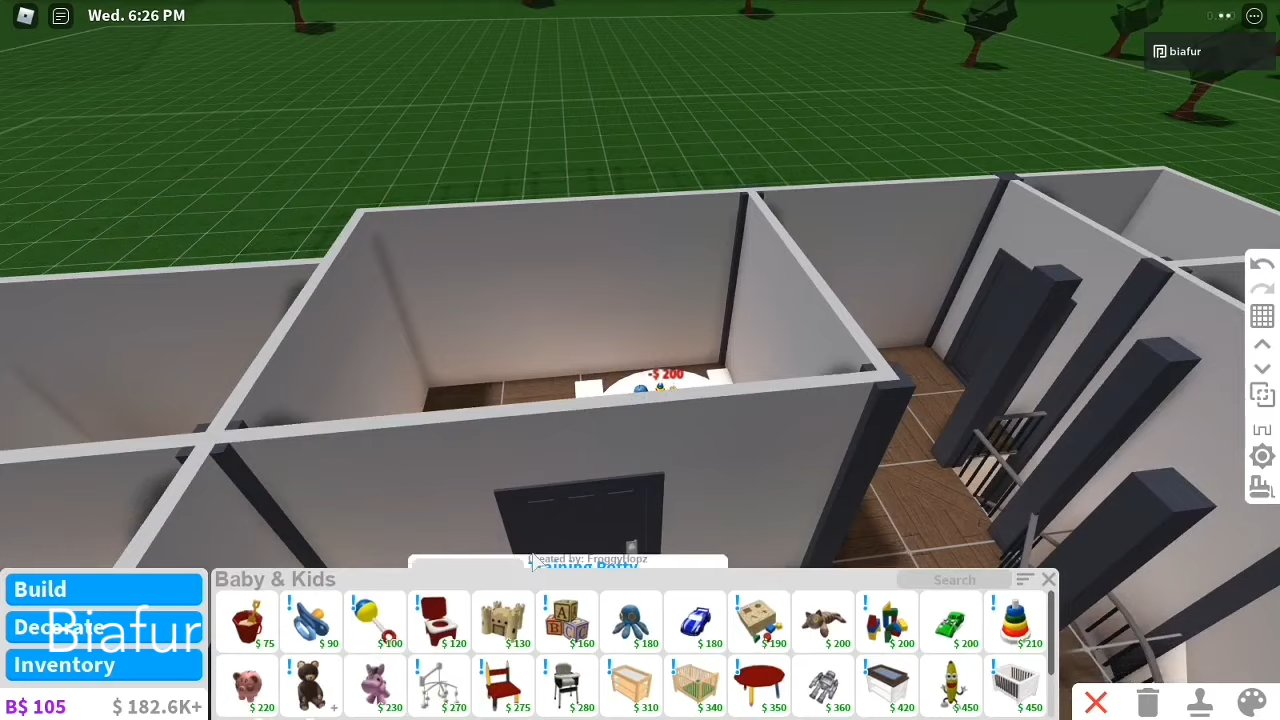 Wed. 6:26 PM
biafur
-$ 200
Created by: FroggyHopz
Training Potty
Build
Decorate
Biafur
Inventory
B$ 105
$ 182.6K+
Baby & Kids
Search
$ 75
$ 90
$ 100
$ 120
$ 130
$ 160
$ 180
$ 180
$ 190
$ 200
$ 200
$ 200
$ 210
$ 220
+
$ 230
$ 270
$ 275
$ 280
$ 310
$ 340
$ 350
$ 360
$ 420
$ 450
$ 450